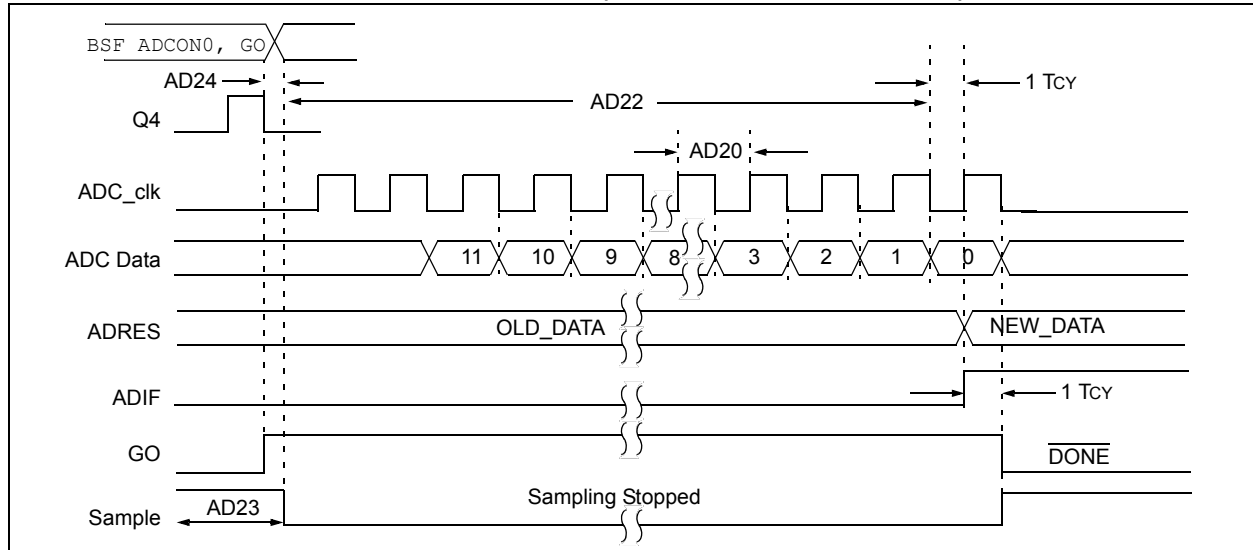 BSF ADCON0, GO
AD24
1 TCY
AD22
Q4
AD20
ADC_clk
ADC Data 11 10 9 8 3 2 1 0
ADRES OLD_DATA NEW_DATA
ADIF 1 TCY
GO DONE
Sample AD23 Sampling Stopped